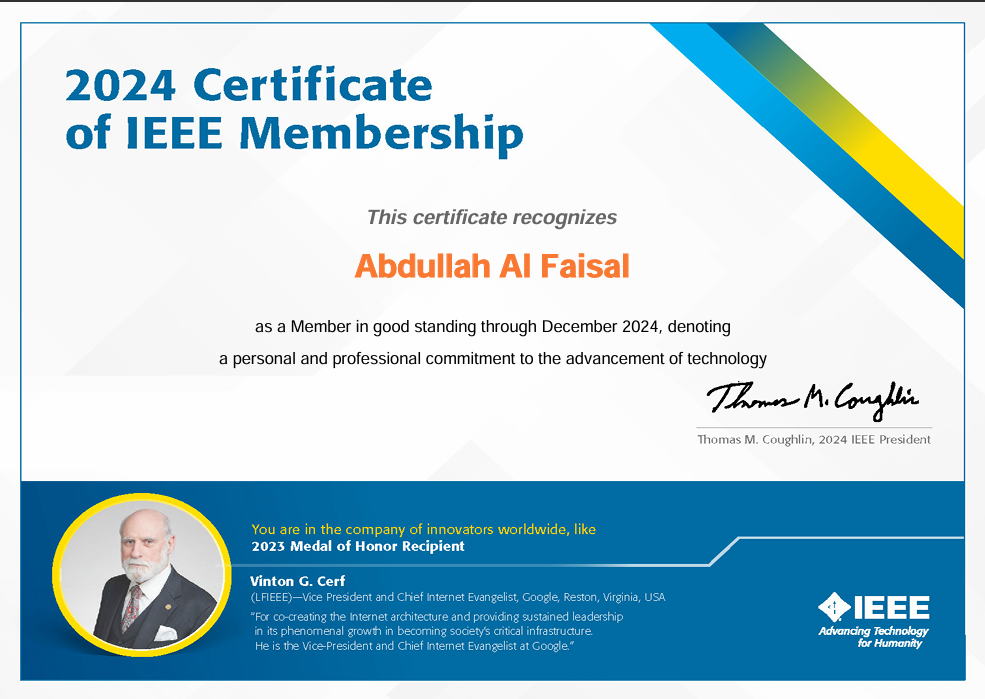 2024 Certificate
of IEEE Membership
This certificate recognizes
Abdullah Al Faisal
as a Member in good standing through December 2024, denoting
a personal and professional commitment to the advancement of technology
Thomas M. Coughlin
Thomas M. Coughlin, 2024 IEEE President
You are in the company of innovators worldwide, like
2023 Medal of Honor Recipient
Vinton G. Cerf
(LFIEEE)—Vice President and Chief Internet Evangelist, Google, Reston, Virginia, USA
“For co-creating the Internet architecture and providing sustained leadership
in its phenomenal growth in becoming society's critical infrastructure.
He is the Vice-President and Chief Internet Evangelist at Google.”
IEEE
Advancing Technology
for Humanity